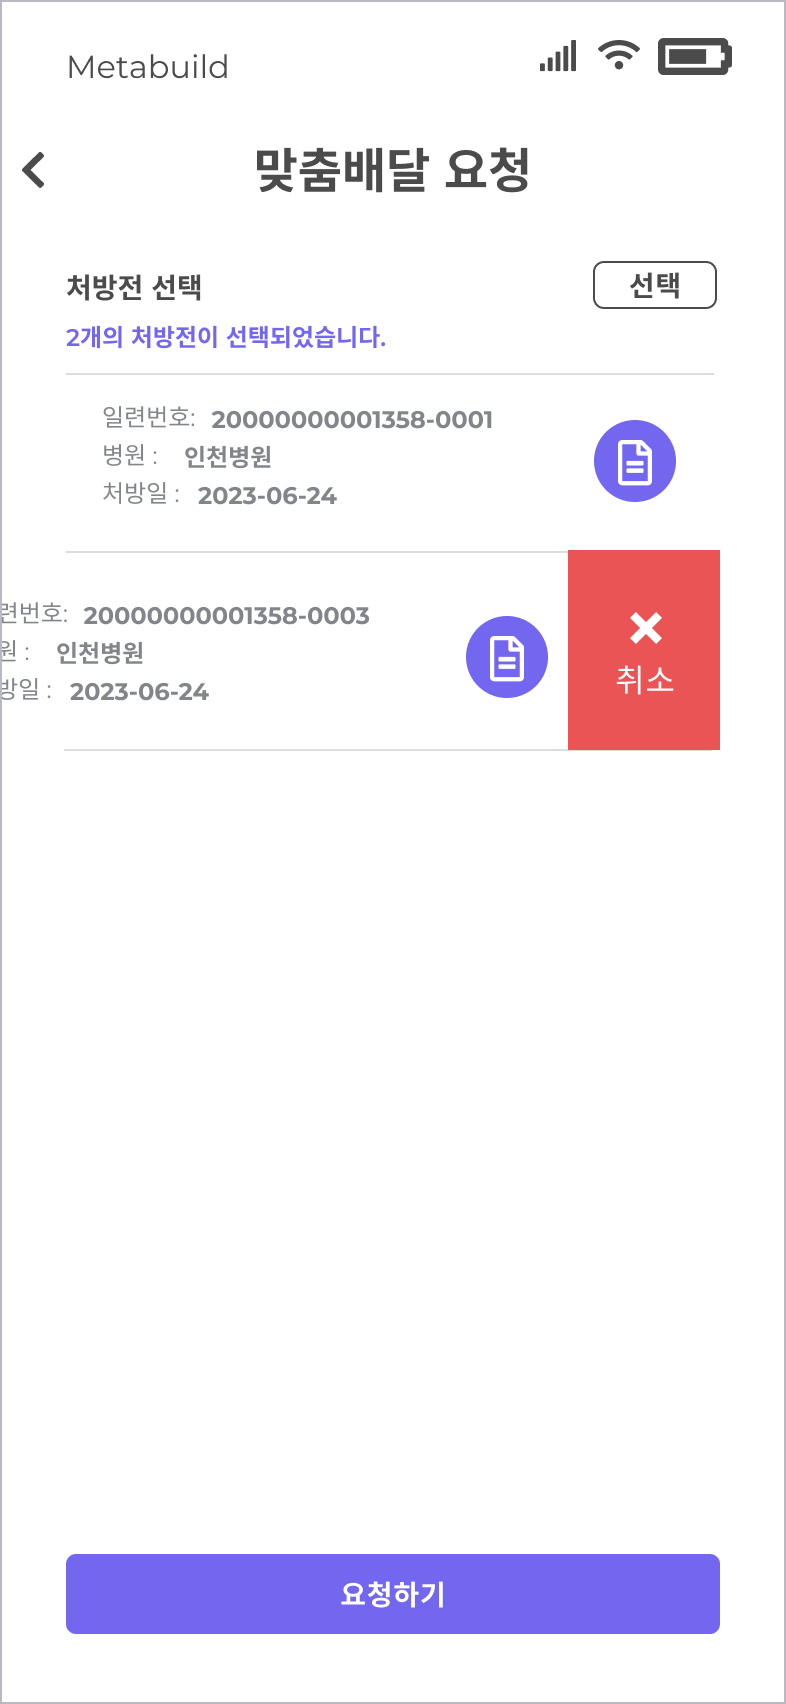 Metabuild
맞춤배달 요청
처방전 선택
선택
2개의 처방전이 선택되었습니다.
일련번호: 20000000001358-0001
병원 : 인천병원
처방일 : 2023-06-24
련번호: 20000000001358-0003
원 : 인천병원
방일 : 2023-06-24
취소
요청하기